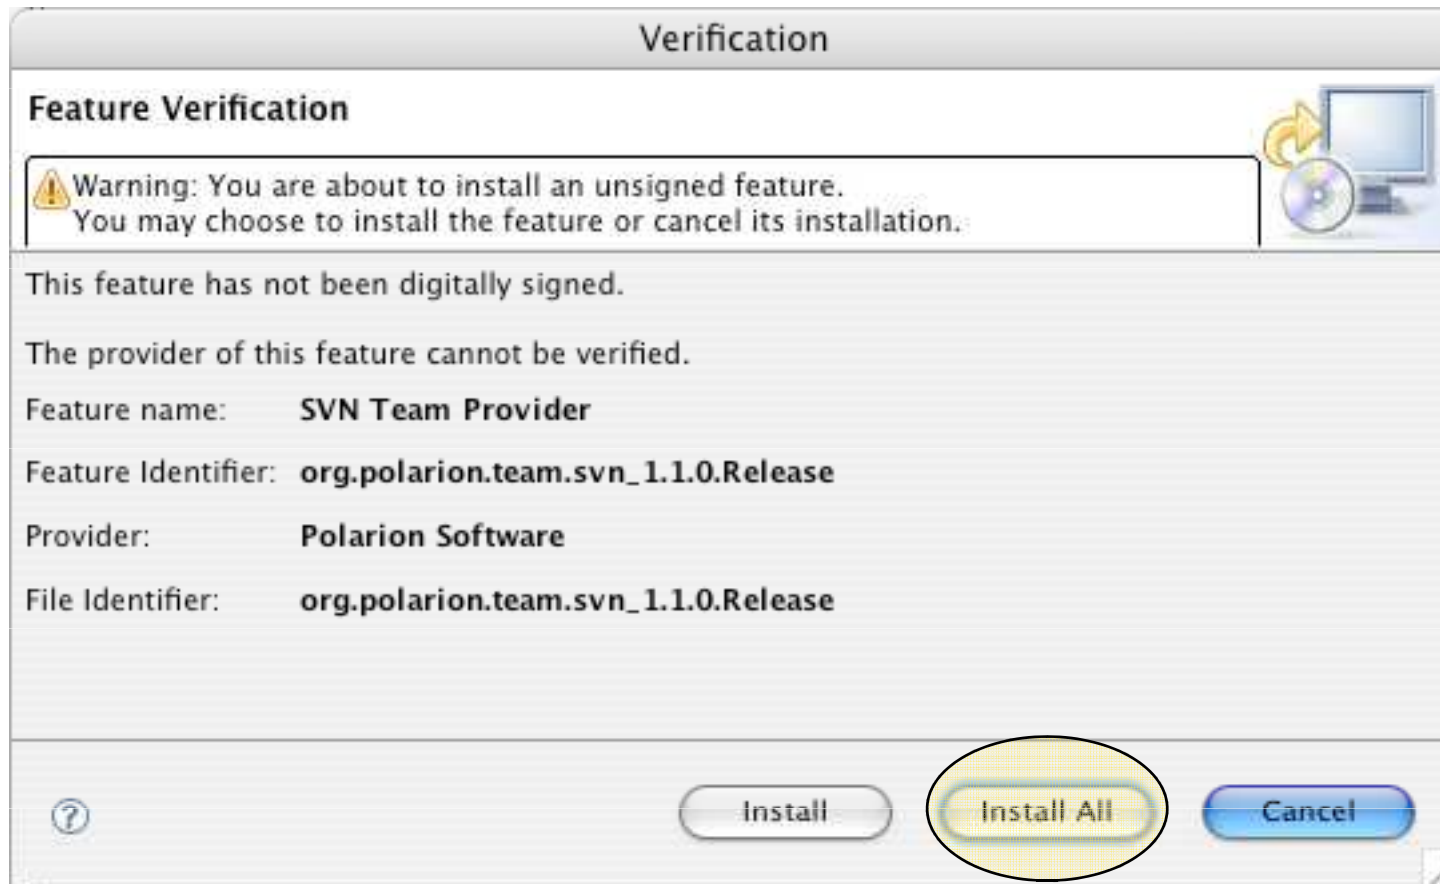 Verification
Feature Verification
Warning: You are about to install an unsigned feature.
You may choose to install the feature or cancel its installation.
This feature has not been digitally signed.
The provider of this feature cannot be verified.
Feature name: SVN Team Provider
Feature Identifier: org.polarion.team.svn_1.1.0.Release
Provider: Polarion Software
File Identifier: org.polarion.team.svn_1.1.0.Release
? Install Install All Cancel